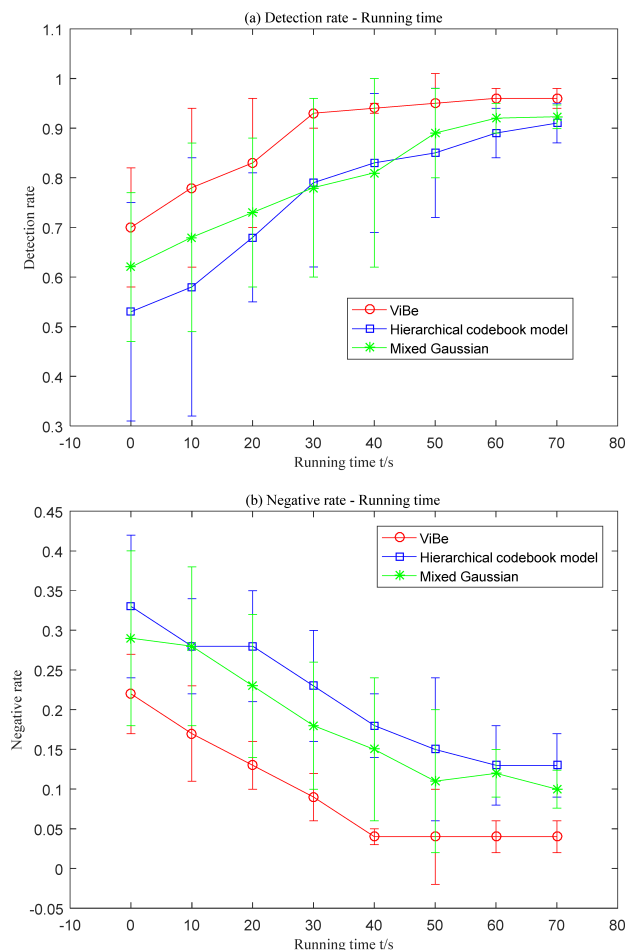 (a) Detection rate - Running time
1.1
1
0.9
0.8
0.7
0.6
0.5
0.4
0.3
Detection rate
ViBe
Hierarchical codebook model
Mixed Gaussian
-10 0 10 20 30 40 50 60 70 80
Running time t/s
(b) Negative rate - Running time
0.45
0.4
0.35
0.3
0.25
0.2
0.15
0.1
0.05
0
-0.05
Negative rate
ViBe
Hierarchical codebook model
Mixed Gaussian
-10 0 10 20 30 40 50 60 70 80
Running time t/s